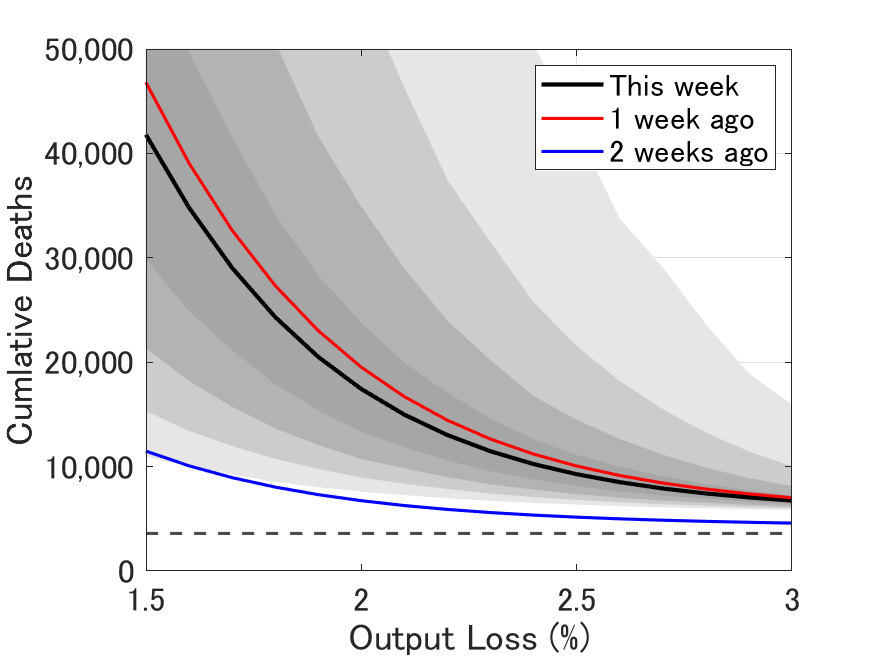 50,000
40,000
30,000
20,000
10,000
0
Cumlative Deaths
This week
1 week ago
2 weeks ago
1.5
2
2.5
3
Output Loss (%)